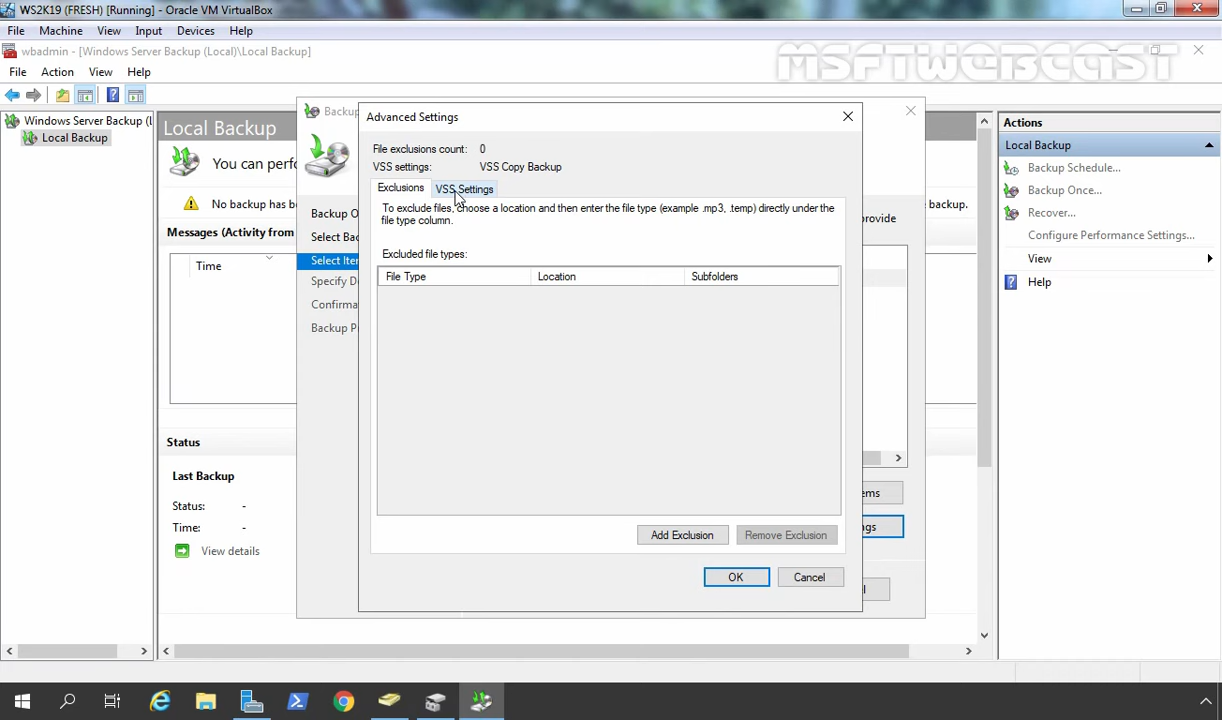 WS2K19 (FRESH) [Running] - Oracle VM VirtualBox
File Machine View Input Devices Help
wbadmin - [Windows Server Backup (Local)\Local Backup]
MSFTWEBCAST
File Action View Help
Windows Server Backup (L
Local Backup
Local Backup
You can perfo
No backup has b
backup.
Messages (Activity from
Time
Status
Last Backup
Status: -
Time: -
View details
Backup
Backup O
Select Bac
Select Iter
Specify D
Confirma
Backup P
provide
ems
ngs
Advanced Settings
File exclusions count: 0
VSS settings: VSS Copy Backup
Exclusions VSS Settings
To exclude files, choose a location and then enter the file type (example .mp3, .temp) directly under the
file type column.
Excluded file types:
File Type Location Subfolders
Add Exclusion Remove Exclusion
OK Cancel
Actions
Local Backup
Backup Schedule...
Backup Once...
Recover...
Configure Performance Settings...
View
Help